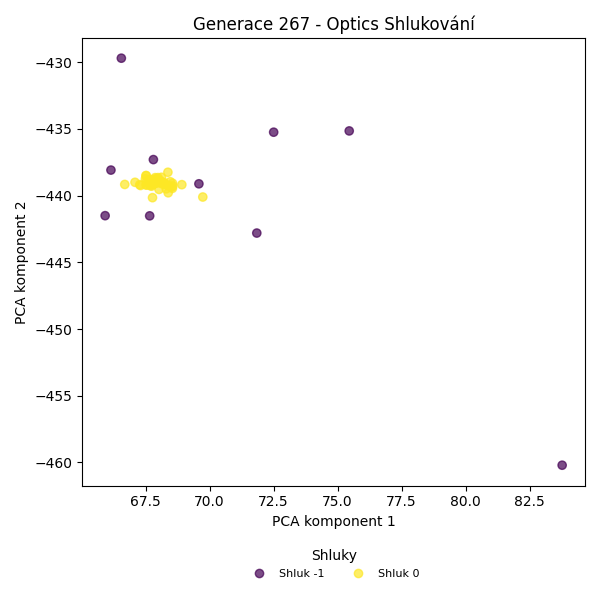 Generace 267 - Optics Shlukování
PCA komponent 2
−430
−435
−440
−445
−450
−455
−460
67.5 70.0 72.5 75.0 77.5 80.0 82.5
PCA komponent 1
Shluky
Shluk -1 Shluk 0